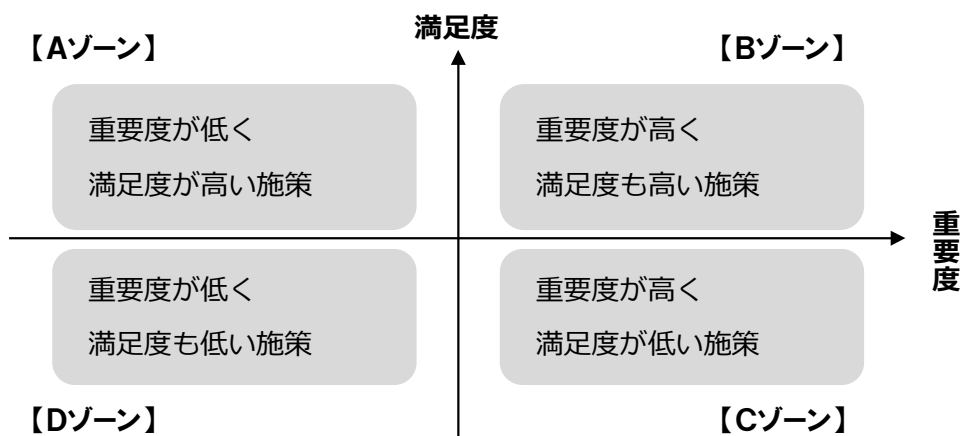 満足度
【Aゾーン】
【Bゾーン】
重要度が低く
満足度が高い施策
重要度が高く
満足度も高い施策
重要度
重要度が低く
満足度も低い施策
重要度が高く
満足度が低い施策
【Dゾーン】
【Cゾーン】